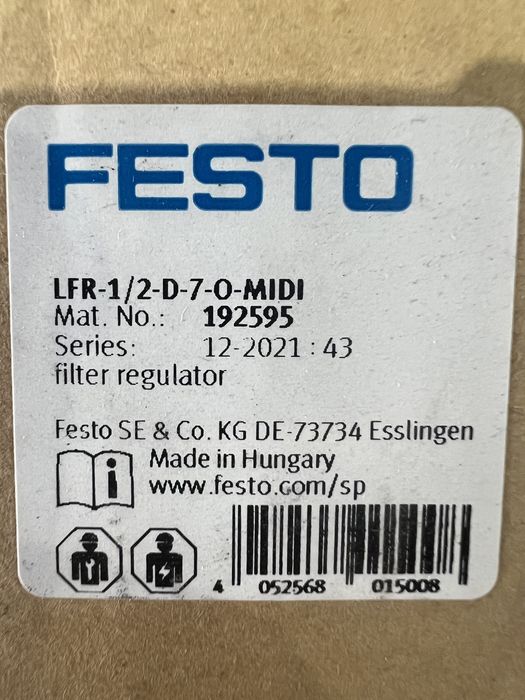 FESTO
LFR-1/2-D-7-O-MIDI
Mat. No.: 192595
Series: 12-2021 : 43
filter regulator
Festo SE & Co. KG DE-73734 Esslingen
Made in Hungary
www.festo.com/sp
4 052568 015008